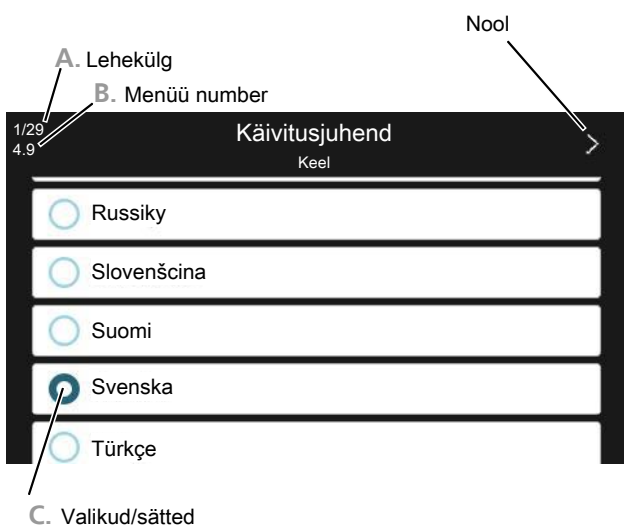 Nool
A. Lehekülg
B. Menüü number
1/29
4.9
Käivitusjuhend
Keel
Russiky
Slovenšcina
Suomi
Svenska
Türkçe
C. Valikud/sätted